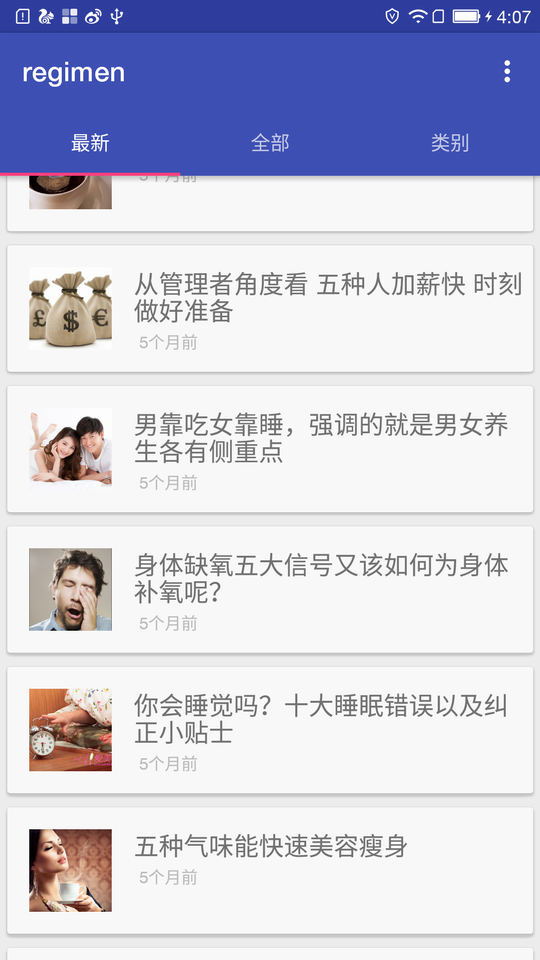 4:07
regimen
最新
全部
类别
5个月前
从管理者角度看 五种人加薪快 时刻
做好准备
5个月前
男靠吃女靠睡，强调的就是男女养
生各有侧重点
5个月前
身体缺氧五大信号又该如何为身体
补氧呢？
5个月前
你会睡觉吗？十大睡眠错误以及纠
正小贴士
5个月前
五种气味能快速美容瘦身
5个月前